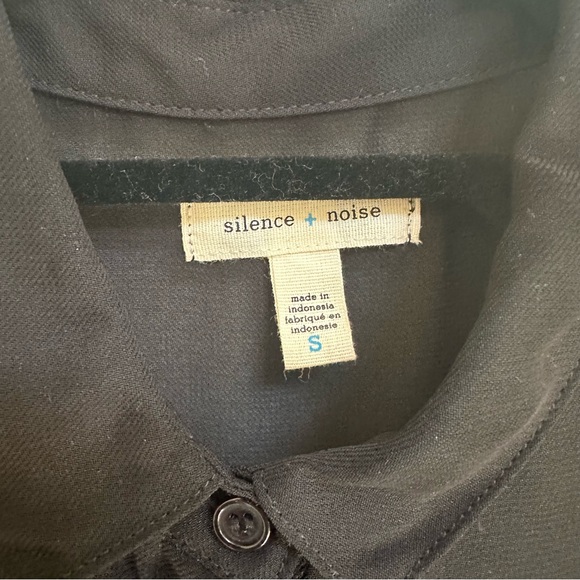 silence + noise
made in
indonesia
fabriqué en
indonesie
S